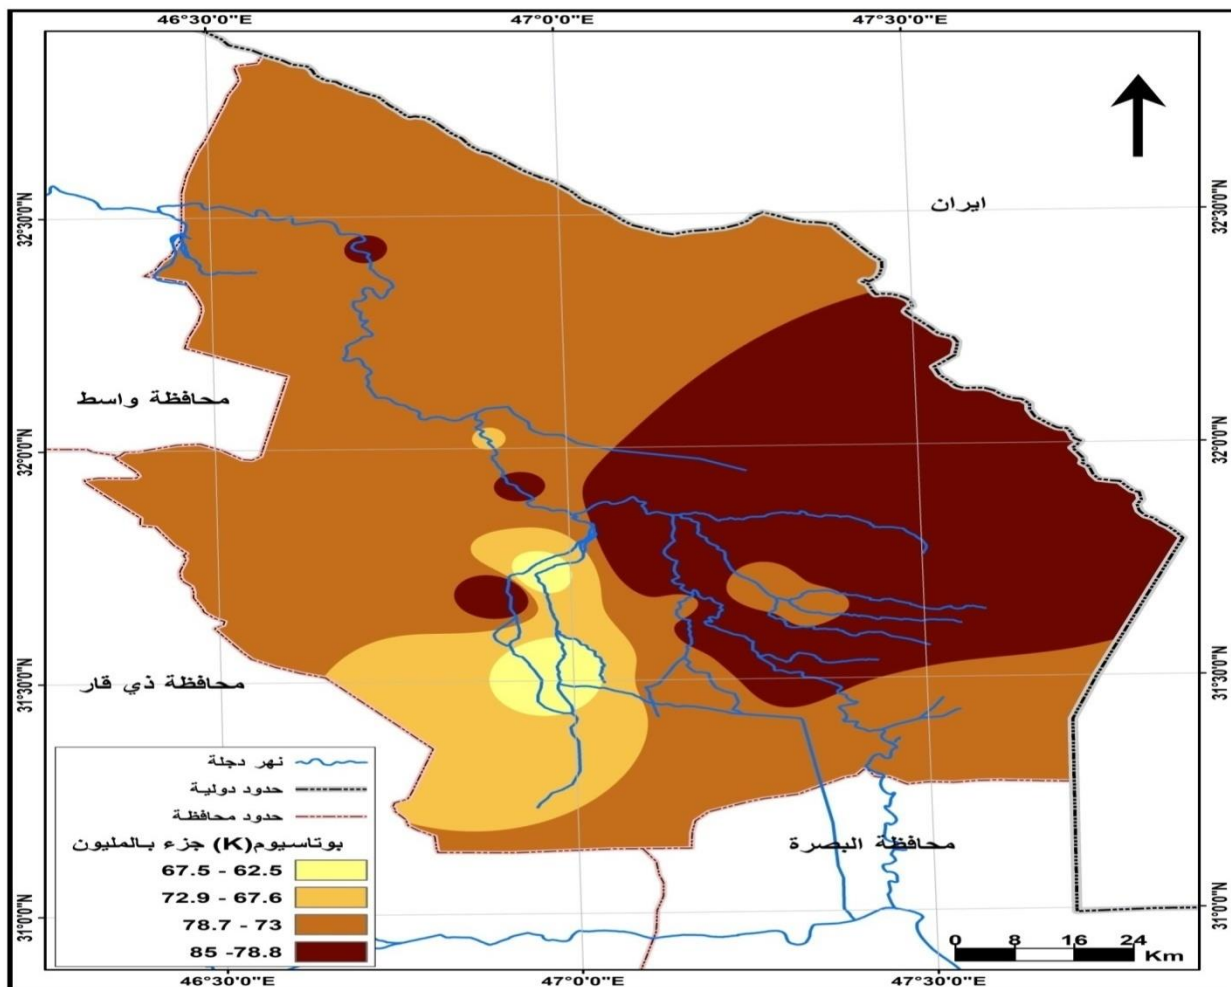 46°30'0"E 47°0'0"E 47°30'0"E
32°30'0"N
32°30'0"N
ايران
محافظة واسط
32°0'0"N
32°0'0"N
محافظة ذي قار
31°30'0"N
31°30'0"N
نهر دجلة
حدود دولية
حدود محافظة
بوتاسيوم(K) جزء بالمليون
67.5 - 62.5
72.9 - 67.6
78.7 - 73
85 -78.8
محافظة البصرة
31°0'0"N
31°0'0"N
0 8 16 24
Km
46°30'0"E 47°0'0"E 47°30'0"E